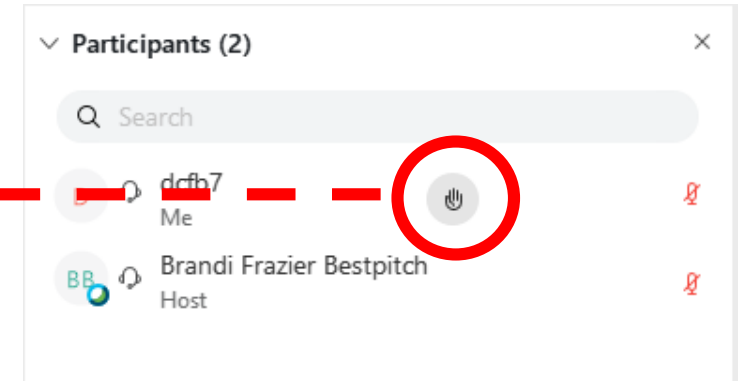 Participants (2)
Search
D dcfb7
Me
BB Brandi Frazier Bestpitch
Host